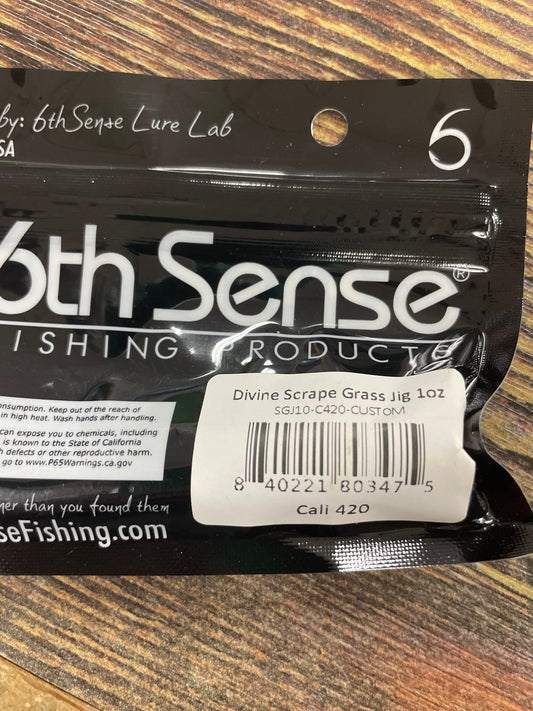 by: 6thSense Lure Lab
SA
6
6th Sense®
ISHING PRODUCTS
Divine Scrape Grass Jig 1oz
SGJ10-C420-CUSTOM
8 40221 80347 5
Cali 420
onsumption. Keep out of the reach of
in high heat. Wash hands after handling.
can expose you to chemicals, including
is known to the State of California
h defects or other reproductive harm.
go to www.P65Warnings.ca.gov
ner than you found them
seFishing.com